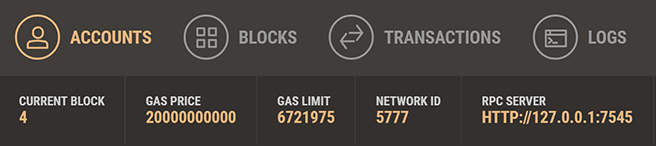 ACCOUNTS BLOCKS TRANSACTIONS LOGS
CURRENT BLOCK GAS PRICE GAS LIMIT NETWORK ID RPC SERVER
4 20000000000 6721975 5777 HTTP://127.0.0.1:7545